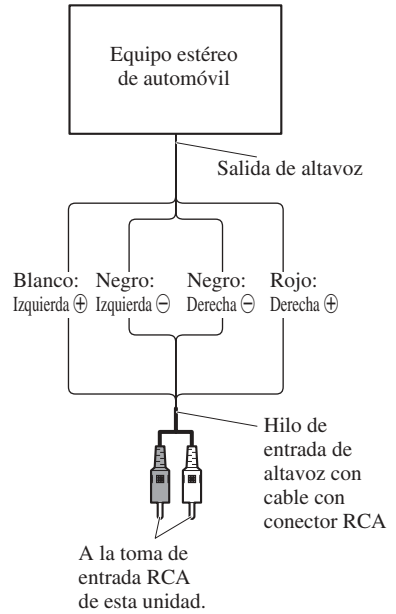 Equipo estéreo
de automóvil
Salida de altavoz
Blanco:
Izquierda ⊕
Negro:
Izquierda ⊖
Negro:
Derecha ⊖
Rojo:
Derecha ⊕
Hilo de
entrada de
altavoz con
cable con
conector RCA
A la toma de
entrada RCA
de esta unidad.